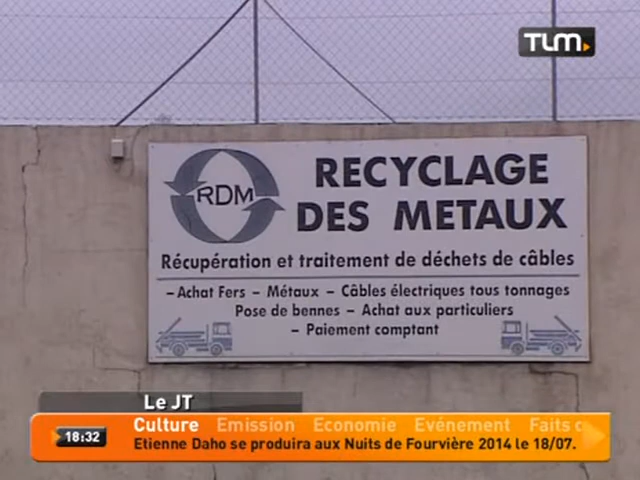 TLM
RDM
RECYCLAGE
DES METAUX
Récupération et traitement de déchets de câbles
– Achat Fers – Métaux – Câbles électriques tous tonnages
Pose de bennes – Achat aux particuliers
– Paiement comptant
Le JT
Culture Emission Economie Evénement Faits
18:32
Etienne Daho se produira aux Nuits de Fourvière 2014 le 18/07.